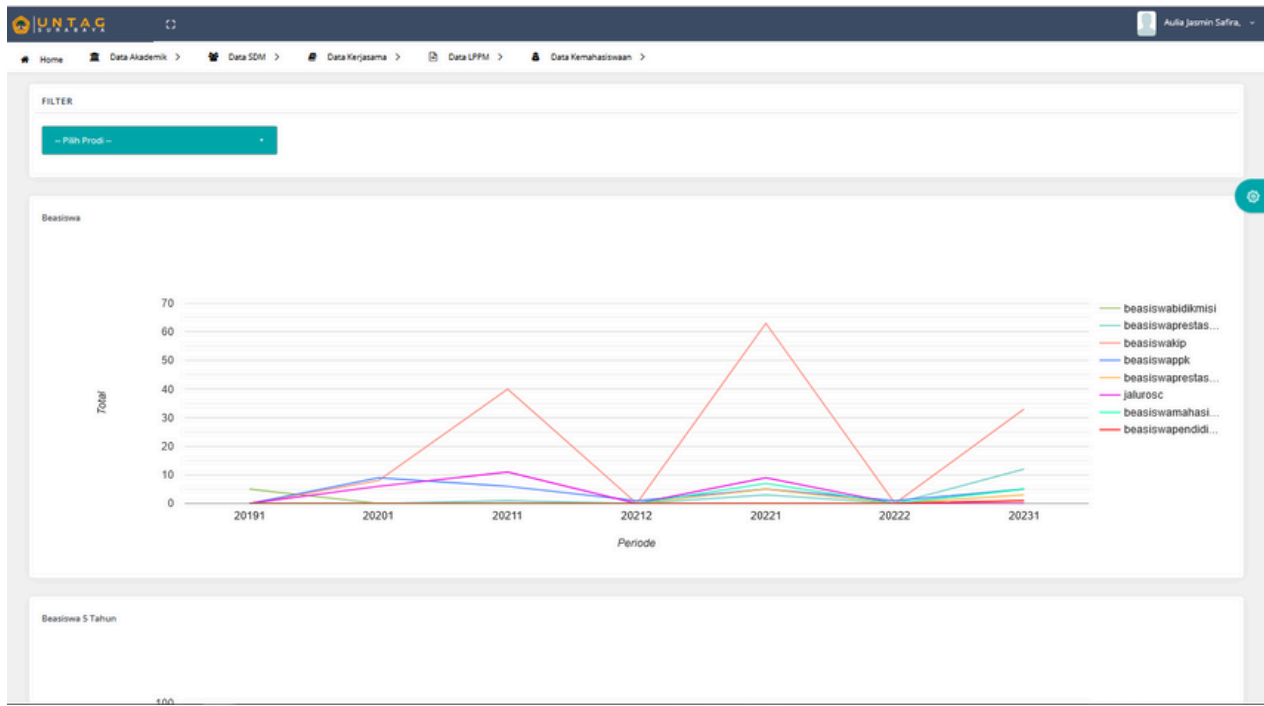 UNTAG
SURABAYA
Aulia Jasmin Safira,
Home
Data Akademik >
Data SDM >
Data Kerjasama >
Data LPPM >
Data Kemahasiswaan >
FILTER
-- Pilih Prodi --
Beasiswa
70
60
50
40
30
20
10
0
Total
20191 20201 20211 20212 20221 20222 20231
Periode
beasiswabidikmisi
beasiswaprestas...
beasiswakip
beasiswappk
beasiswaprestas...
jalurosc
beasiswamahasi...
beasiswapendidi...
Beasiswa 5 Tahun
100